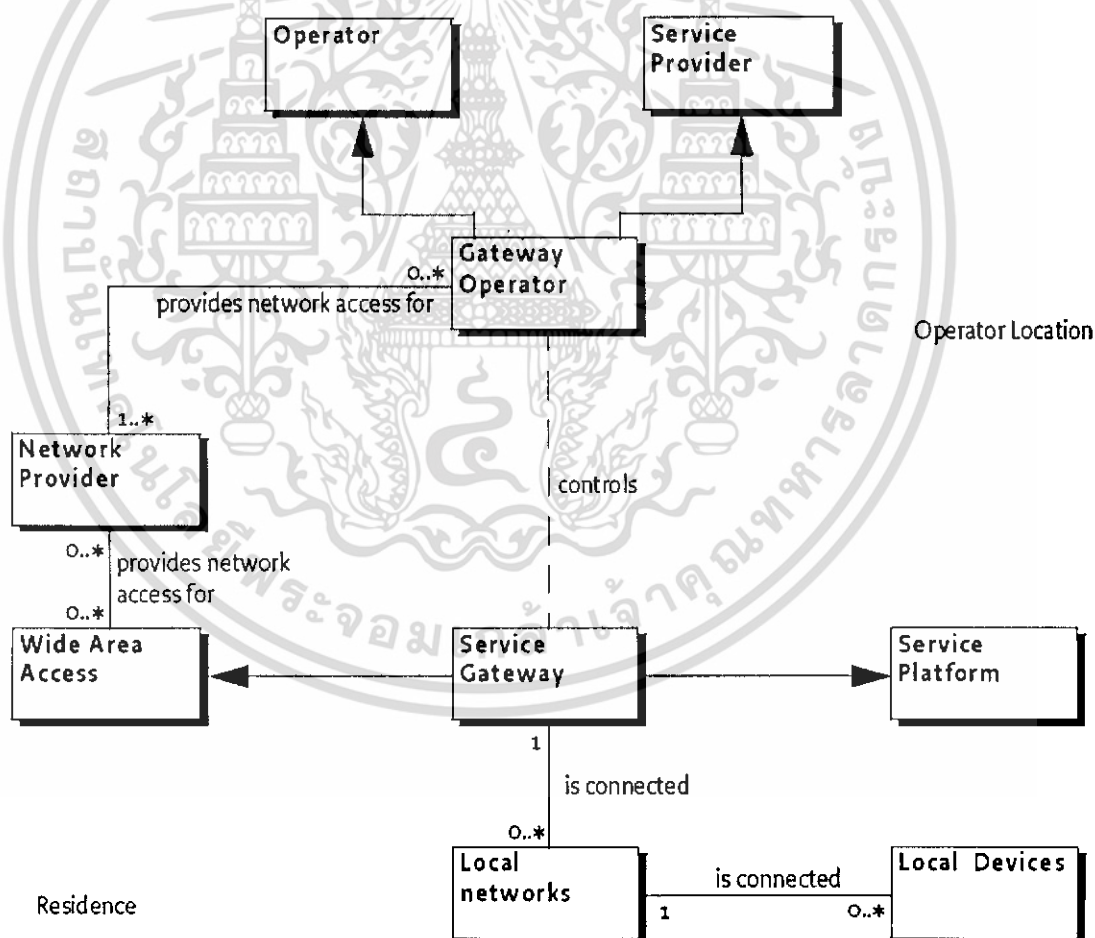 Operator
Service
Provider
Gateway
Operator
0..*
provides network access for
Operator Location
1..*
Network
Provider
controls
0..*
provides network
access for
0..*
Wide Area
Access
Service
Gateway
Service
Platform
1
is connected
0..*
Local
networks
is connected
Local Devices
1
0..*
Residence